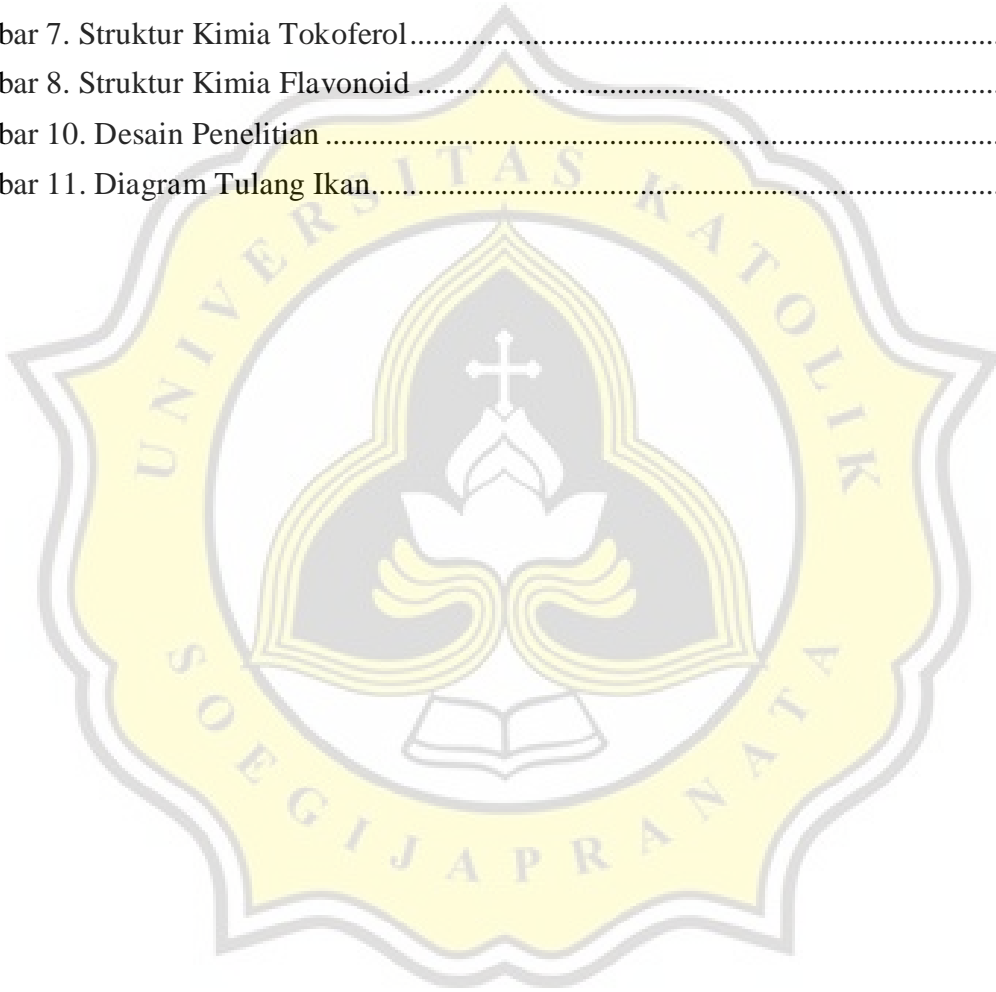 bar 7. Struktur Kimia Tokoferol....................................................................................
bar 8. Struktur Kimia Flavonoid ....................................................................................
bar 10. Desain Penelitian ....................................................................................
bar 11. Diagram Tulang Ikan....................................................................................
UNIVERSITAS KATOLIK
SOEGIJAPRANATA